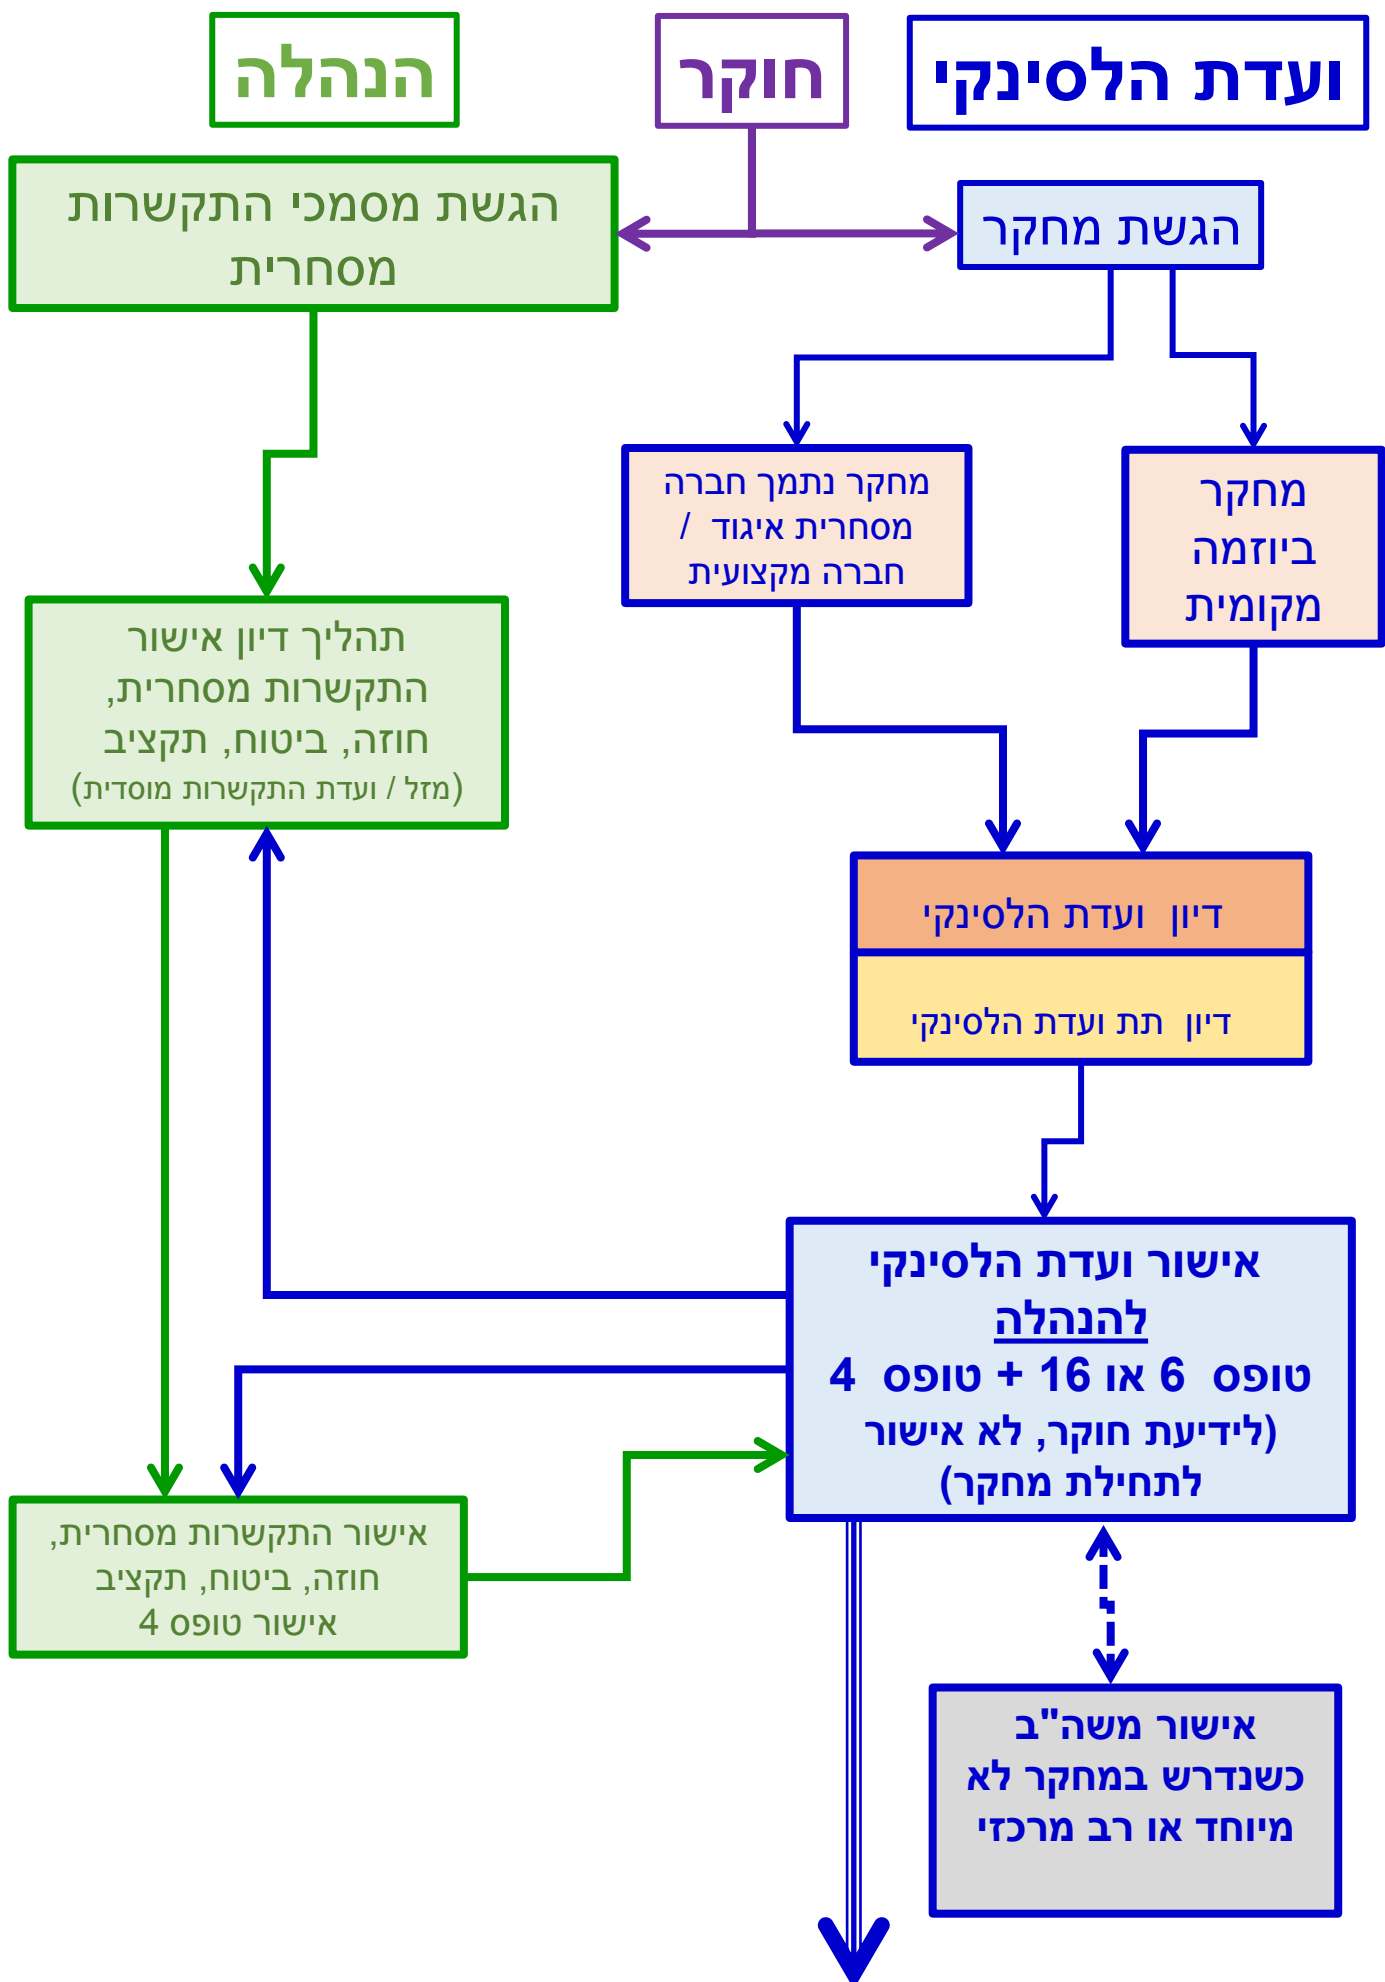 ועדת הלסינקי
חוקר
הנהלה
הגשת מחקר
הגשת מסמכי התקשרות
מסחרית
מחקר
ביוזמה
מקומית
מחקר נתמך חברה
מסחרית איגוד /
חברה מקצועית
תהליך דיון אישור
התקשרות מסחרית,
חוזה, ביטוח, תקציב
(מזל / ועדת התקשרות מוסדית)
דיון ועדת הלסינקי
דיון תת ועדת הלסינקי
אישור ועדת הלסינקי
להנהלה
טופס 6 או 16 + טופס 4
(לידיעת חוקר, לא אישור
לתחילת מחקר)
אישור התקשרות מסחרית,
חוזה, ביטוח, תקציב
אישור טופס 4
אישור משה"ב
כשנדרש במחקר לא
מיוחד או רב מרכזי